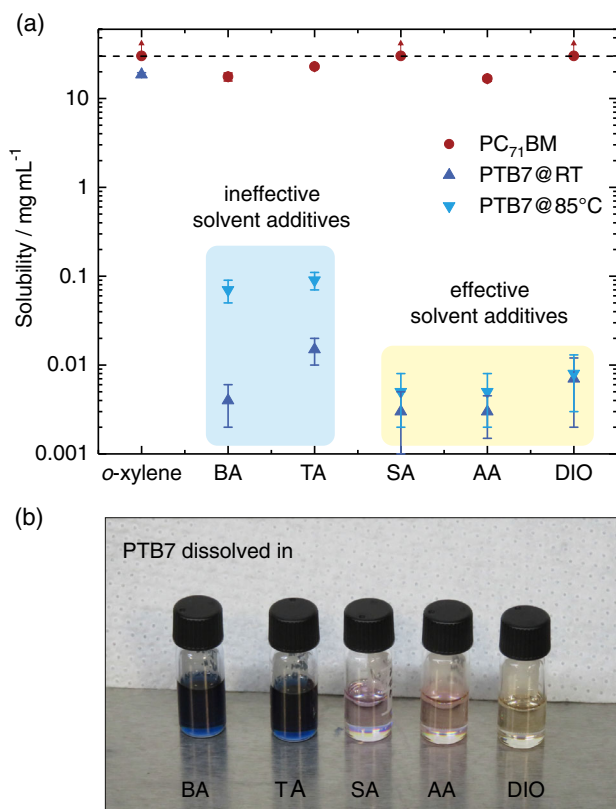 (a)
10
1
0.1
0.01
0.001
Solubility / mg mL⁻¹
PC₇₁BM
PTB7@RT
PTB7@85°C
ineffective
solvent additives
effective
solvent additives
o-xylene BA TA SA AA DIO
(b)
PTB7 dissolved in
BA TA SA AA DIO